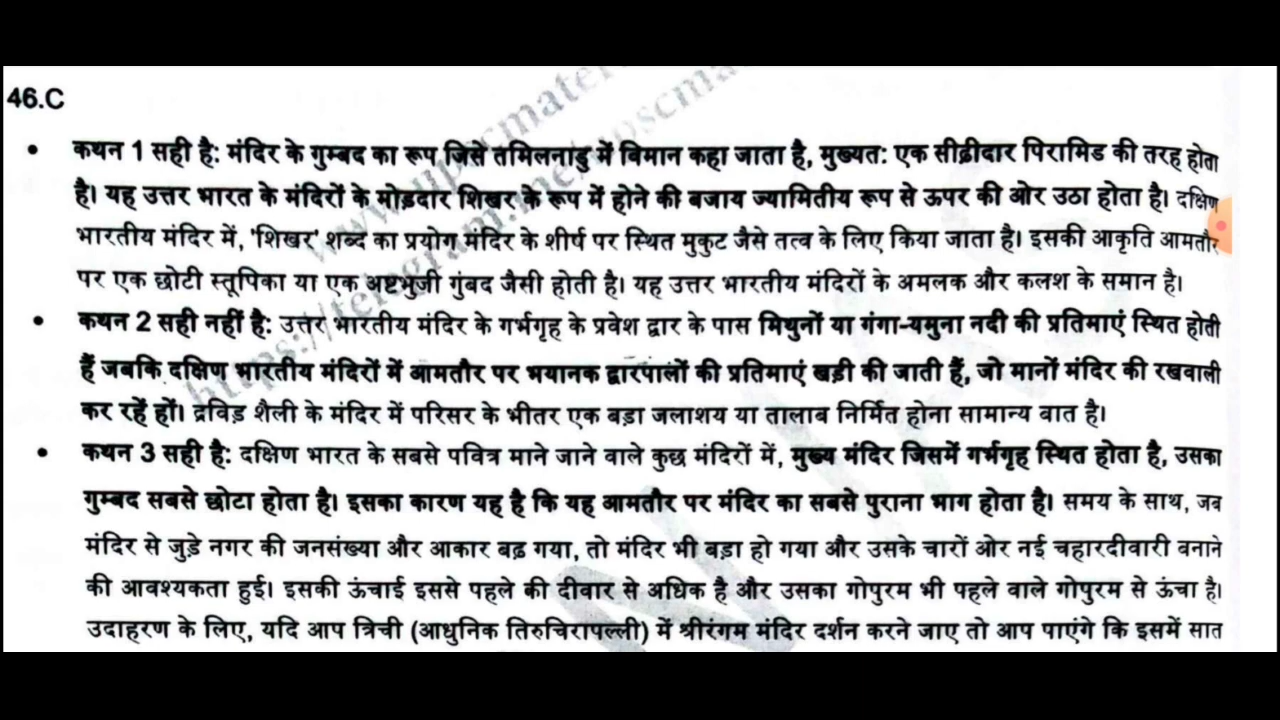 46.C
• कथन 1 सही है: मंदिर के गुम्बद का रूप जिसे तमिलनाडु में विमान कहा जाता है, मुख्यत: एक सीढ़ीदार पिरामिड की तरह होता
है। यह उत्तर भारत के मंदिरों के मोड़दार शिखर के रूप में होने की बजाय ज्यामितीय रूप से ऊपर की ओर उठा होता है। दक्षिण
भारतीय मंदिर में, 'शिखर' शब्द का प्रयोग मंदिर के शीर्ष पर स्थित मुकुट जैसे तत्व के लिए किया जाता है। इसकी आकृति आमतौर
पर एक छोटी स्तूपिका या एक अष्टभुजी गुंबद जैसी होती है। यह उत्तर भारतीय मंदिरों के अमलक और कलश के समान है।
• कथन 2 सही नहीं है: उत्तर भारतीय मंदिर के गर्भगृह के प्रवेश द्वार के पास मिथुनों या गंगा-यमुना नदी की प्रतिमाएं स्थित होती
हैं जबकि दक्षिण भारतीय मंदिरों में आमतौर पर भयानक द्वारपालों की प्रतिमाएं खड़ी की जाती हैं, जो मानों मंदिर की रखवाली
कर रहें हों। द्रविड़ शैली के मंदिर में परिसर के भीतर एक बड़ा जलाशय या तालाब निर्मित होना सामान्य बात है।
• कथन 3 सही है: दक्षिण भारत के सबसे पवित्र माने जाने वाले कुछ मंदिरों में, मुख्य मंदिर जिसमें गर्भगृह स्थित होता है, उसका
गुम्बद सबसे छोटा होता है। इसका कारण यह है कि यह आमतौर पर मंदिर का सबसे पुराना भाग होता है। समय के साथ, जब
मंदिर से जुड़े नगर की जनसंख्या और आकार बढ़ गया, तो मंदिर भी बड़ा हो गया और उसके चारों ओर नई चहारदीवारी बनाने
की आवश्यकता हुई। इसकी ऊंचाई इससे पहले की दीवार से अधिक है और उसका गोपुरम भी पहले वाले गोपुरम से ऊंचा है।
उदाहरण के लिए, यदि आप त्रिची (आधुनिक तिरुचिरापल्ली) में श्रीरंगम मंदिर दर्शन करने जाए तो आप पाएंगे कि इसमें सात